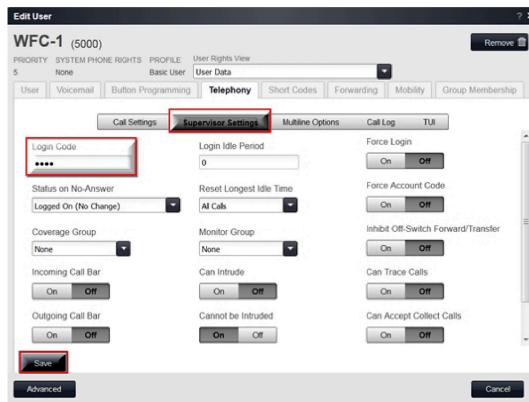 Edit User
?
WFC-1 (5000)
Remove
PRIORITY SYSTEM PHONE RIGHTS PROFILE User Rights View
5 None Basic User User Data
User Voicemail Button Programming Telephony Short Codes Forwarding Mobility Group Membership
Call Settings Supervisor Settings Multiline Options Call Log TUI
Login Code Login Idle Period Force Login
•••• 0 On Off
Status on No-Answer Reset Longest Idle Time Force Account Code
Logged On (No Change) All Calls On Off
Coverage Group Monitor Group Inhibit Off-Switch Forward/Transfer
None None On Off
Incoming Call Bar Can Intrude Can Trace Calls
On Off On Off On Off
Outgoing Call Bar Cannot be Intruded Can Accept Collect Calls
On Off On Off On Off
Save
Advanced Cancel